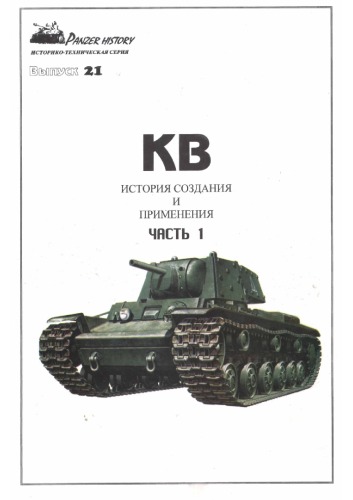 PANZER HISTORY
ИСТОРИКО-ТЕХНИЧЕСКАЯ СЕРИЯ
Выпуск 21
КВ
ИСТОРИЯ СОЗДАНИЯ
И
ПРИМЕНЕНИЯ
ЧАСТЬ 1